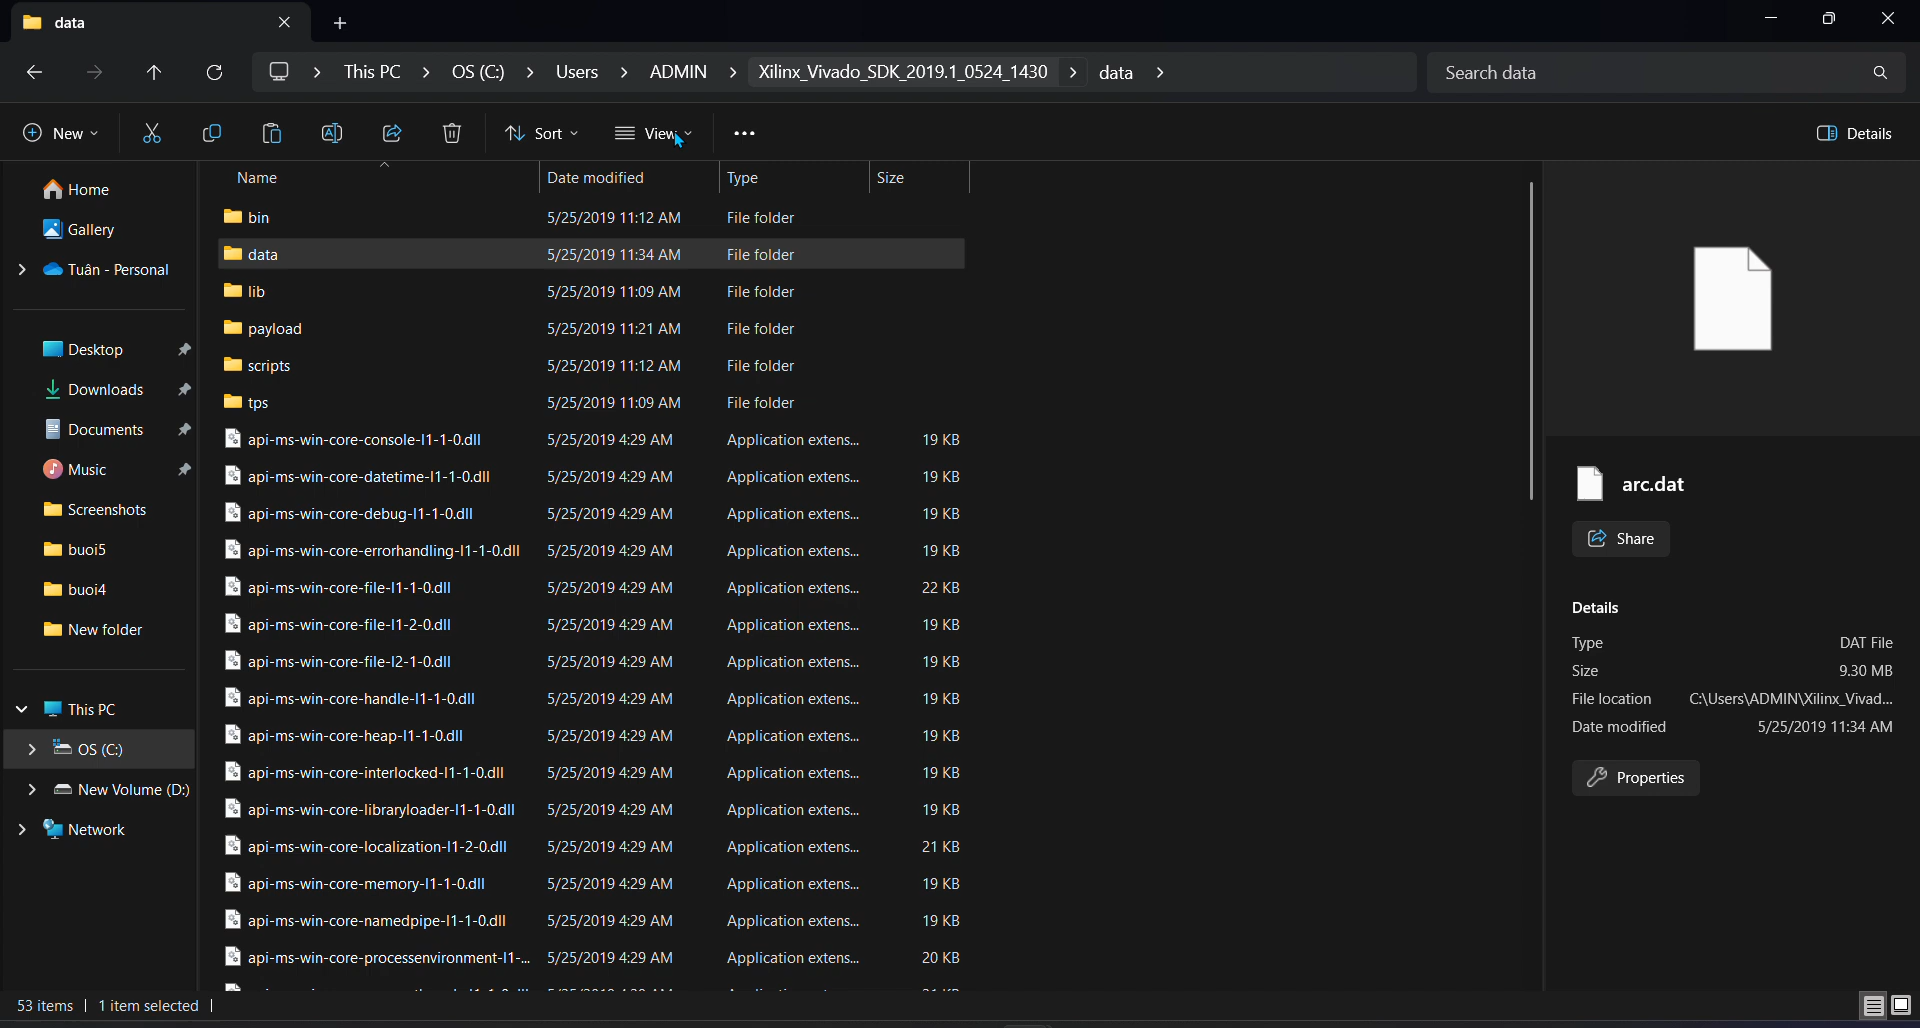 data
This PC
OS (C:)
Users
ADMIN
Xilinx_Vivado_SDK_2019.1_0524_1430
data
Search data
New
Sort
View
Details
Home
Gallery
Tuân - Personal
Desktop
Downloads
Documents
Music
Screenshots
buoi5
buoi4
New folder
This PC
OS (C:)
New Volume (D:)
Network
Name Date modified Type Size
bin 5/25/2019 11:12 AM File folder
data 5/25/2019 11:34 AM File folder
lib 5/25/2019 11:09 AM File folder
payload 5/25/2019 11:21 AM File folder
scripts 5/25/2019 11:12 AM File folder
tps 5/25/2019 11:09 AM File folder
api-ms-win-core-console-l1-1-0.dll 5/25/2019 4:29 AM Application extens... 19 KB
api-ms-win-core-datetime-l1-1-0.dll 5/25/2019 4:29 AM Application extens... 19 KB
api-ms-win-core-debug-l1-1-0.dll 5/25/2019 4:29 AM Application extens... 19 KB
api-ms-win-core-errorhandling-l1-1-0.dll 5/25/2019 4:29 AM Application extens... 19 KB
api-ms-win-core-file-l1-1-0.dll 5/25/2019 4:29 AM Application extens... 22 KB
api-ms-win-core-file-l1-2-0.dll 5/25/2019 4:29 AM Application extens... 19 KB
api-ms-win-core-file-l2-1-0.dll 5/25/2019 4:29 AM Application extens... 19 KB
api-ms-win-core-handle-l1-1-0.dll 5/25/2019 4:29 AM Application extens... 19 KB
api-ms-win-core-heap-l1-1-0.dll 5/25/2019 4:29 AM Application extens... 19 KB
api-ms-win-core-interlocked-l1-1-0.dll 5/25/2019 4:29 AM Application extens... 19 KB
api-ms-win-core-libraryloader-l1-1-0.dll 5/25/2019 4:29 AM Application extens... 19 KB
api-ms-win-core-localization-l1-2-0.dll 5/25/2019 4:29 AM Application extens... 21 KB
api-ms-win-core-memory-l1-1-0.dll 5/25/2019 4:29 AM Application extens... 19 KB
api-ms-win-core-namedpipe-l1-1-0.dll 5/25/2019 4:29 AM Application extens... 19 KB
api-ms-win-core-processenvironment-l1-... 5/25/2019 4:29 AM Application extens... 20 KB
arc.dat
Share
Details
Type DAT File
Size 9.30 MB
File location C:\Users\ADMIN\Xilinx_Vivad...
Date modified 5/25/2019 11:34 AM
Properties
53 items
1 item selected